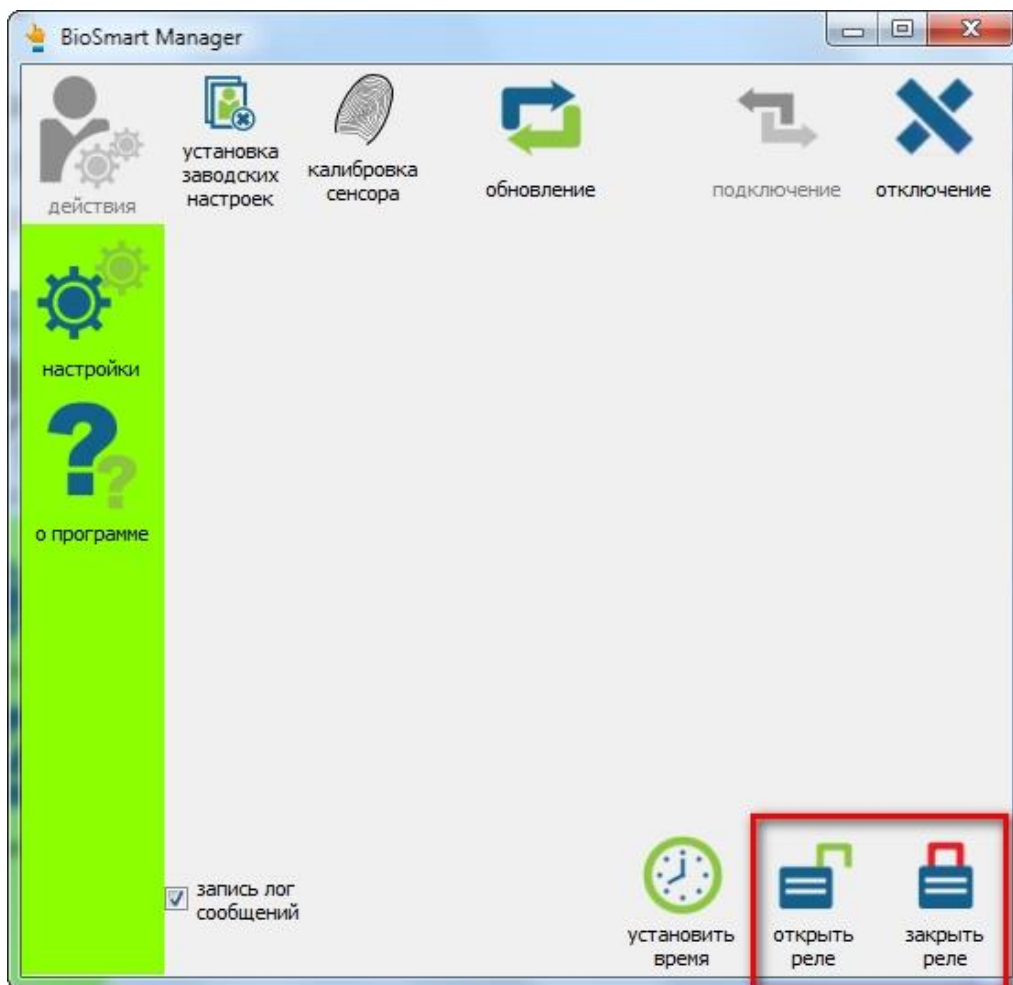 BioSmart Manager
действия
установка
заводских
настроек
калибровка
сенсора
обновление
подключение
отключение
настройки
о программе
запись лог
сообщений
установить
время
открыть
реле
закрыть
реле